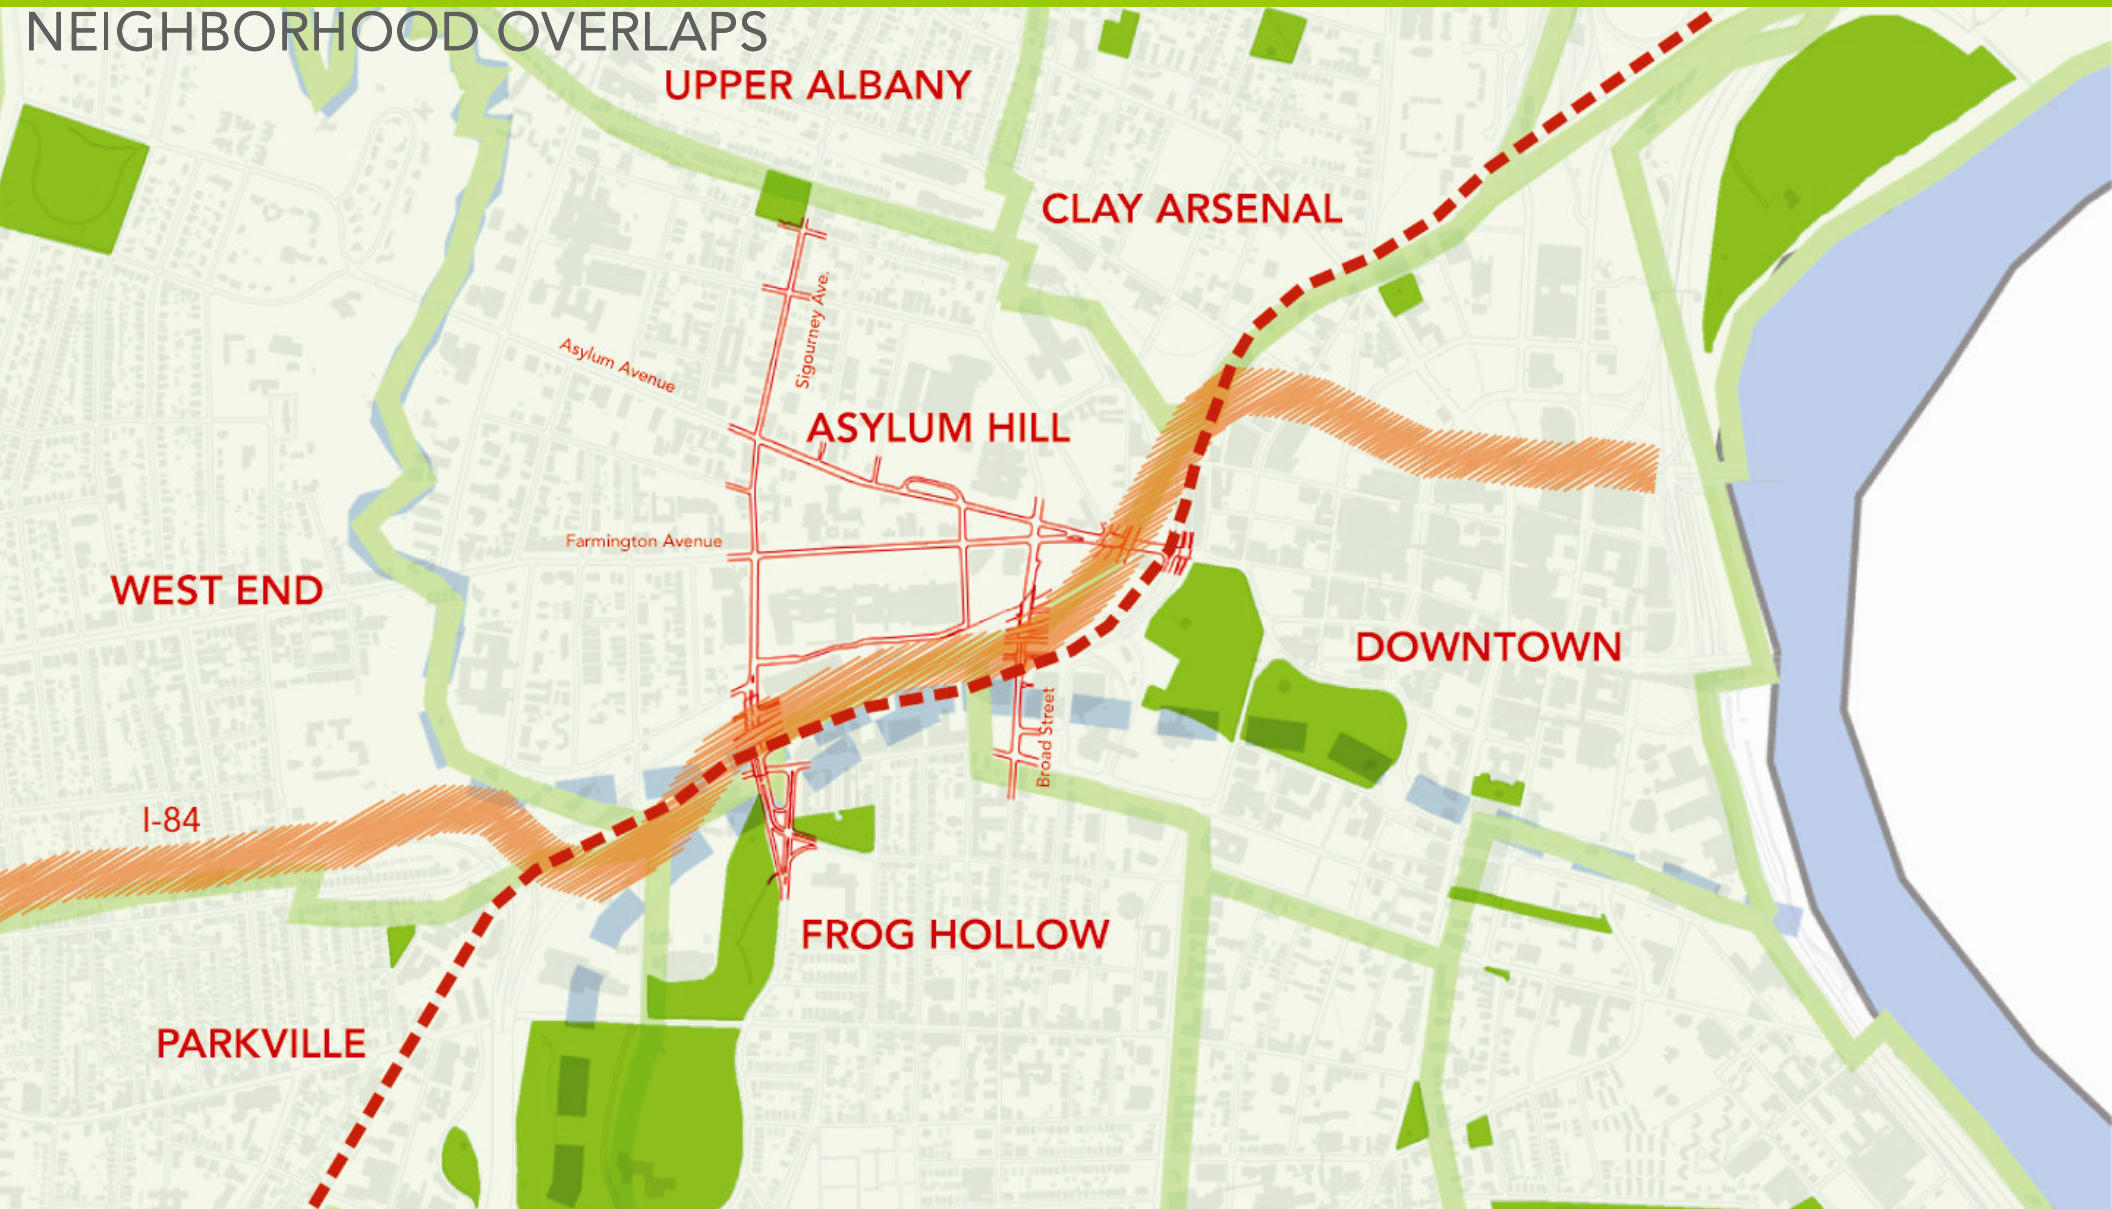 NEIGHBORHOOD OVERLAPS
UPPER ALBANY
CLAY ARSENAL
Sigourney Ave.
Asylum Avenue
ASYLUM HILL
Farmington Avenue
WEST END
DOWNTOWN
Broad Street
I-84
FROG HOLLOW
PARKVILLE